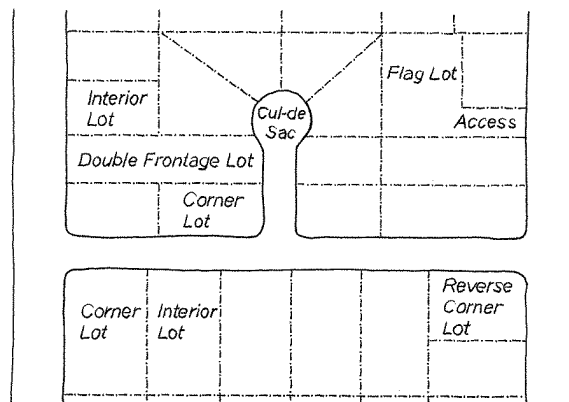 Flag Lot
Interior
Lot
Cul-de
Sac
Access
Double Frontage Lot
Corner
Lot
Corner
Lot
Interior
Lot
Reverse
Corner
Lot